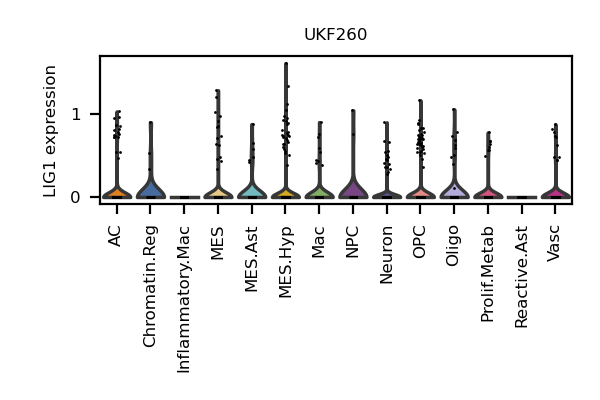 UKF260
LIG1 expression
1
0
AC
Chromatin.Reg
Inflammatory.Mac
MES
MES.Ast
MES.Hyp
Mac
NPC
Neuron
OPC
Oligo
Prolif.Metab
Reactive.Ast
Vasc